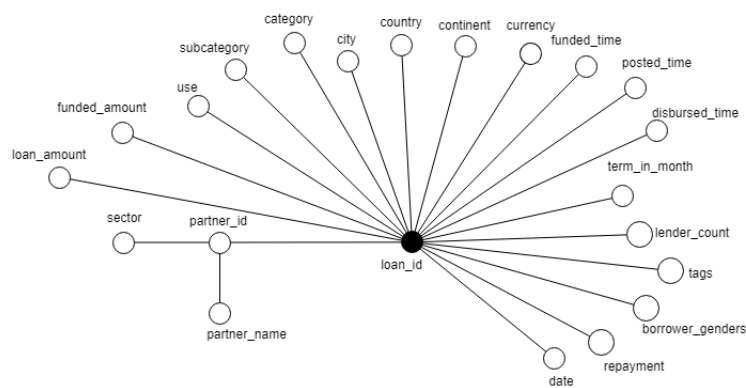 category
country
continent
currency
subcategory
city
funded_time
posted_time
use
funded_amount
disbursed_time
loan_amount
term_in_month
sector
partner_id
lender_count
loan_id
tags
partner_name
borrower_genders
repayment
date